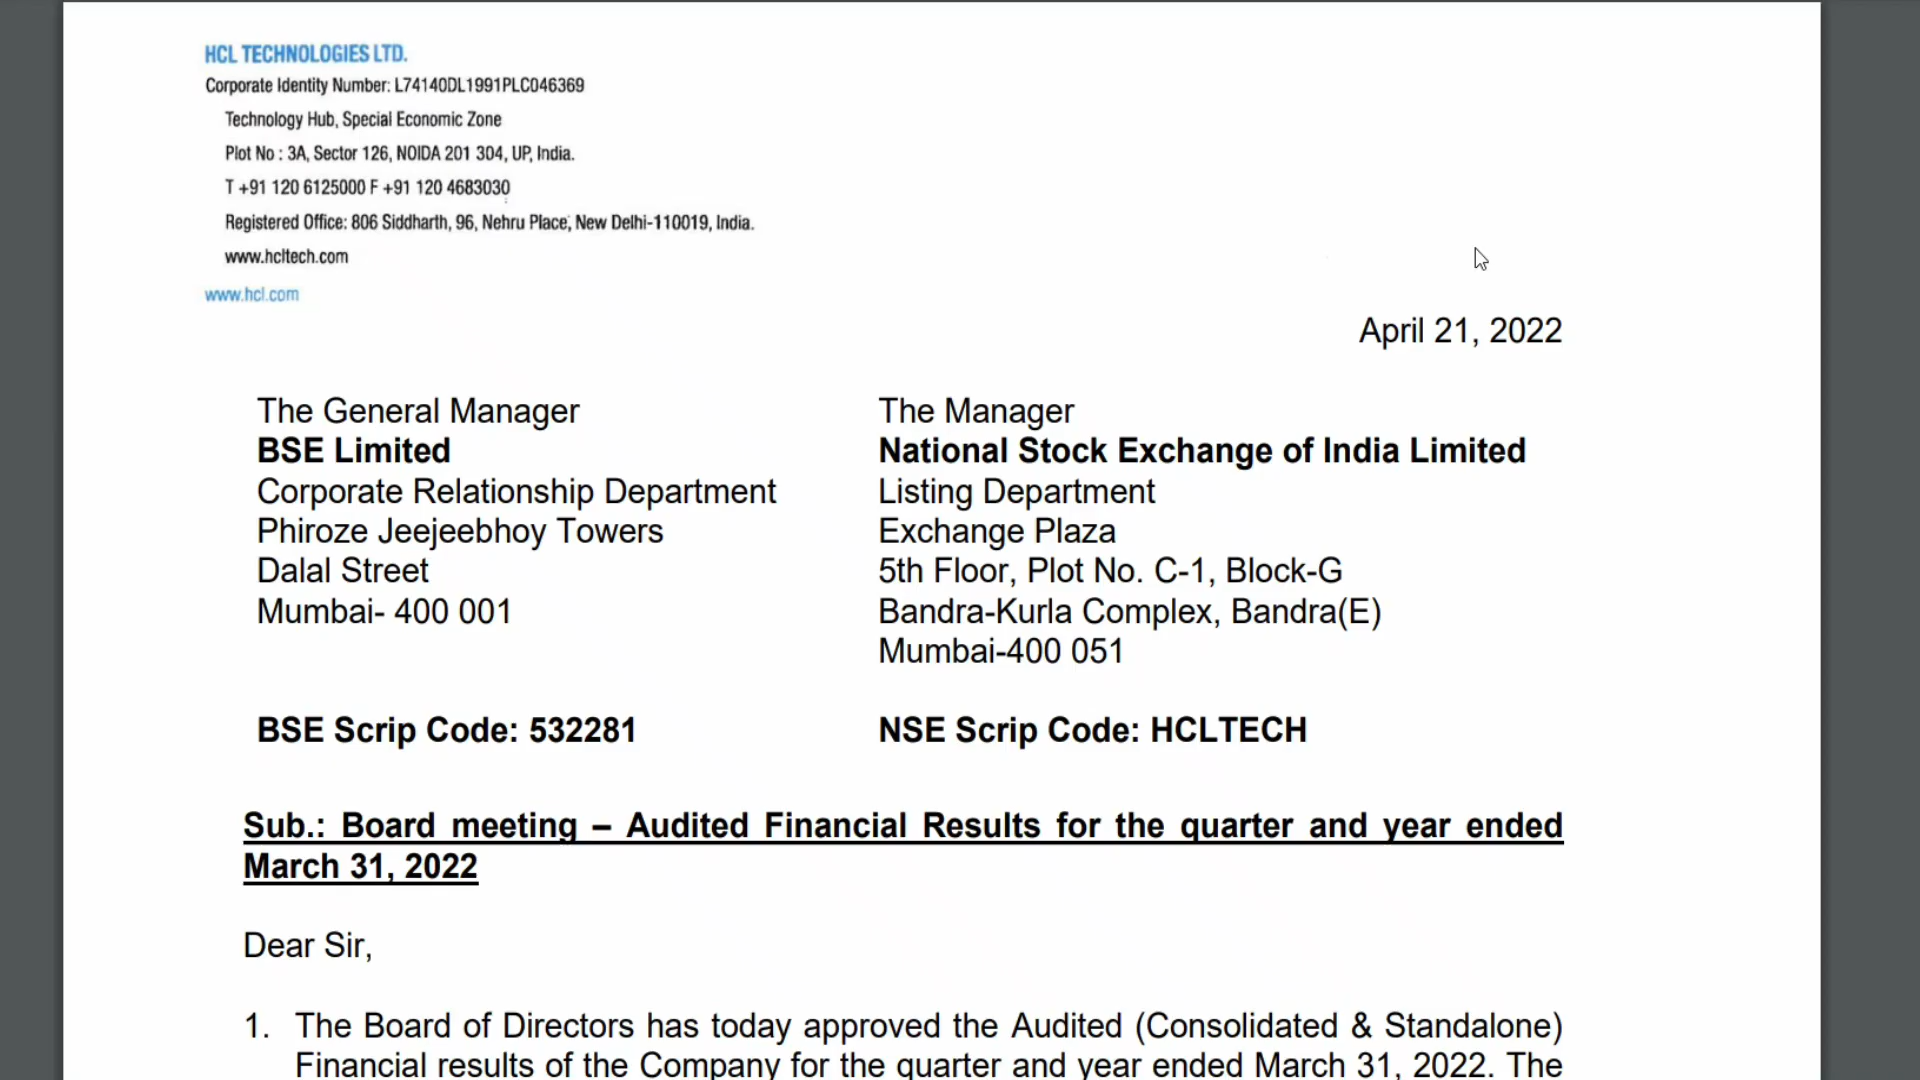 HCL TECHNOLOGIES LTD.
Corporate Identity Number: L74140DL1991PLC046369
Technology Hub, Special Economic Zone
Plot No : 3A, Sector 126, NOIDA 201 304, UP, India.
T +91 120 6125000 F +91 120 4683030
Registered Office: 806 Siddharth, 96, Nehru Place, New Delhi-110019, India.
www.hcltech.com
www.hcl.com
April 21, 2022
The General Manager
BSE Limited
Corporate Relationship Department
Phiroze Jeejeebhoy Towers
Dalal Street
Mumbai- 400 001
BSE Scrip Code: 532281
The Manager
National Stock Exchange of India Limited
Listing Department
Exchange Plaza
5th Floor, Plot No. C-1, Block-G
Bandra-Kurla Complex, Bandra(E)
Mumbai-400 051
NSE Scrip Code: HCLTECH
Sub.: Board meeting – Audited Financial Results for the quarter and year ended
March 31, 2022
Dear Sir,
1. The Board of Directors has today approved the Audited (Consolidated & Standalone)
Financial results of the Company for the quarter and year ended March 31, 2022. The